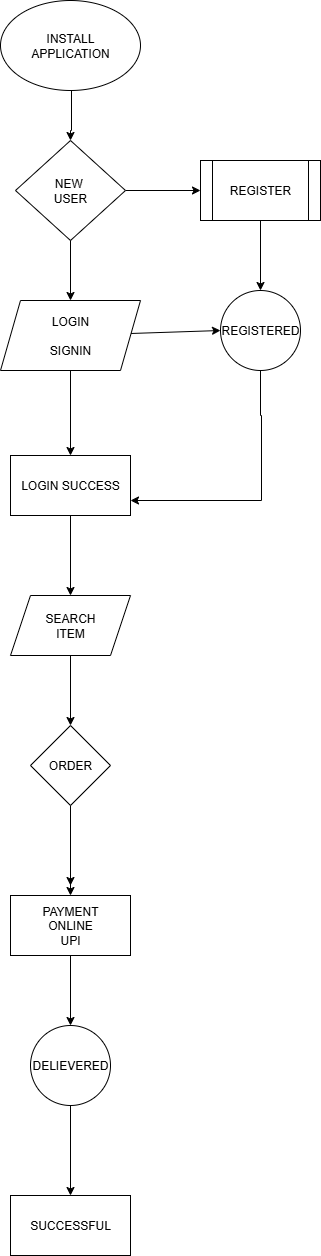 INSTALL
APPLICATION
NEW
USER
REGISTER
LOGIN
SIGNIN
REGISTERED
LOGIN SUCCESS
SEARCH
ITEM
ORDER
PAYMENT
ONLINE
UPI
DELIEVERED
SUCCESSFUL